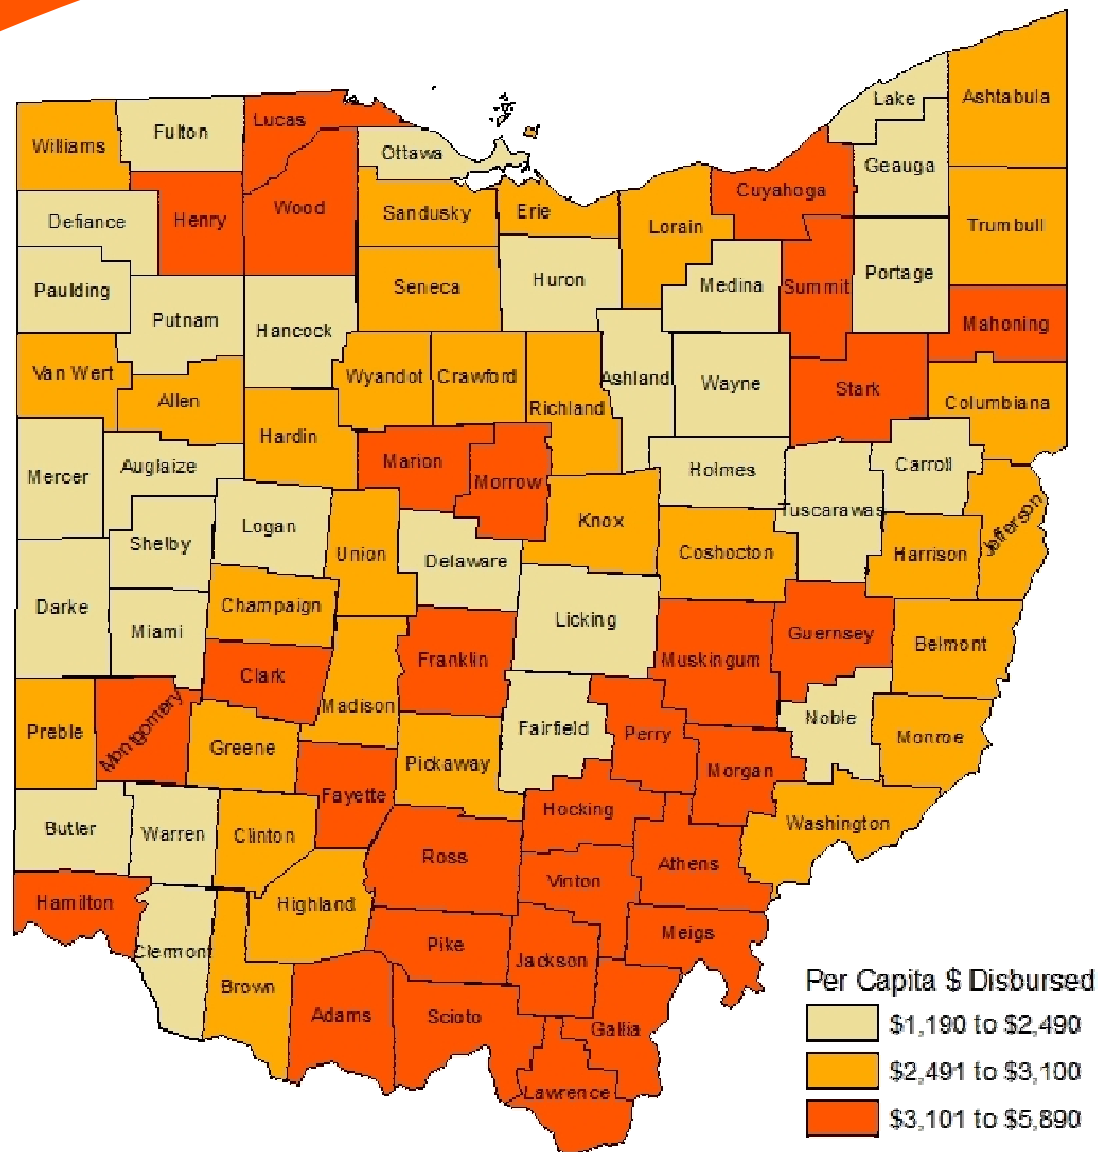 Lake
Ashtabula
Lucas
Fulton
Williams
Ottawa
Geauga
Cuyahoga
Wood
Henry
Defiance
Sandusky
Erie
Lorain
Trumbull
Portage
Huron
Medina
Summit
Seneca
Paulding
Putnam
Hancock
Mahoning
Van Wert
Wyandot
Crawford
Ashland
Wayne
Stark
Allen
Richland
Columbiana
Hardin
Marion
Mercer
Auglaize
Holmes
Carroll
Morrow
Tuscarawas
Knox
Logan
Jefferson
Shelby
Union
Delaware
Coshocton
Harrison
Darke
Champaign
Miami
Licking
Guernsey
Belmont
Franklin
Muskingum
Clark
Madison
Noble
Preble
Montgomery
Fairfield
Perry
Monroe
Greene
Pickaway
Morgan
Fayette
Hocking
Butler
Warren
Clinton
Washington
Ross
Athens
Vinton
Hamilton
Highland
Meigs
Clermont
Pike
Jackson
Brown
Adams
Scioto
Gallia
Lawrence
Per Capita $ Disbursed
$1,190 to $2,490
$2,491 to $3,100
$3,101 to $5,890